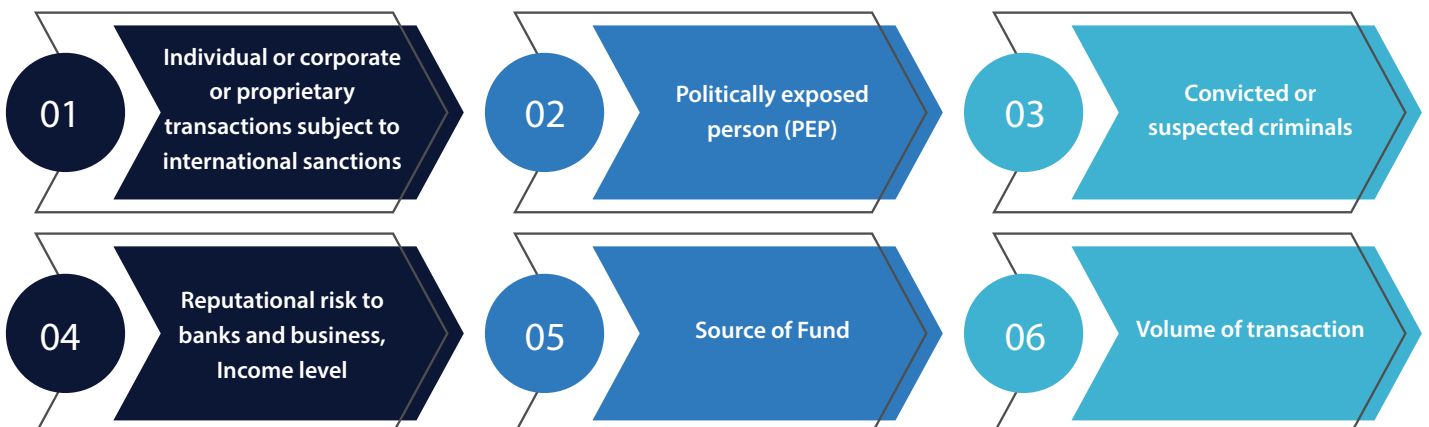 01
Individual or corporate
or proprietary
transactions subject to
international sanctions
02
Politically exposed
person (PEP)
03
Convicted or
suspected criminals
04
Reputational risk to
banks and business,
Income level
05
Source of Fund
06
Volume of transaction